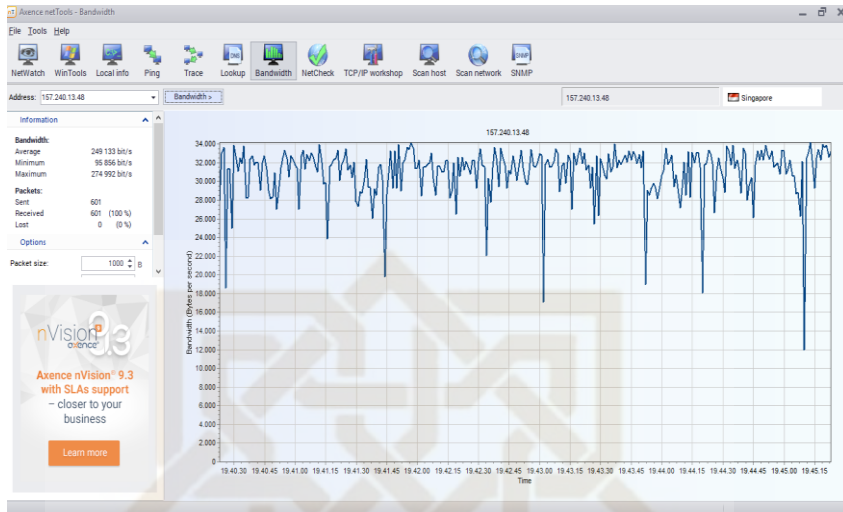 Axence netTools - Bandwidth
File Tools Help
NetWatch WinTools Local info Ping Trace Lookup Bandwidth NetCheck TCP/IP workshop Scan host Scan network SNMP
Address: 157.240.13.48 Bandwidth > 157.240.13.48 Singapore
Information
Bandwidth:
Average 249 133 bit/s
Minimum 95 856 bit/s
Maximum 274 992 bit/s
Packets:
Sent 601
Received 601 (100 %)
Lost 0 (0 %)
Options
Packet size: 1000 B
nVision 9.3
axence
Axence nVision® 9.3
with SLAs support
– closer to your
business
Learn more
157.240.13.48
34.000
32.000
30.000
28.000
26.000
24.000
22.000
20.000
18.000
16.000
14.000
12.000
10.000
8.000
6.000
4.000
2.000
0
Bandwidth (Bytes per second)
19.40.30 19.40.45 19.41.00 19.41.15 19.41.30 19.41.45 19.42.00 19.42.15 19.42.30 19.42.45 19.43.00 19.43.15 19.43.30 19.43.45 19.44.00 19.44.15 19.44.30 19.44.45 19.45.00 19.45.15
Time